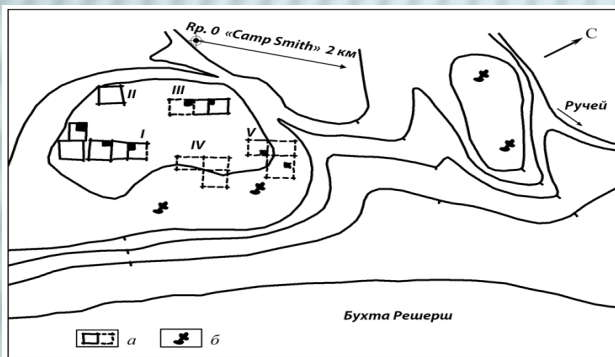 Rp. 0 «Camp Smith» 2 км
С
II
III
Ручей
I
IV
V
Бухта Решерш
а
б